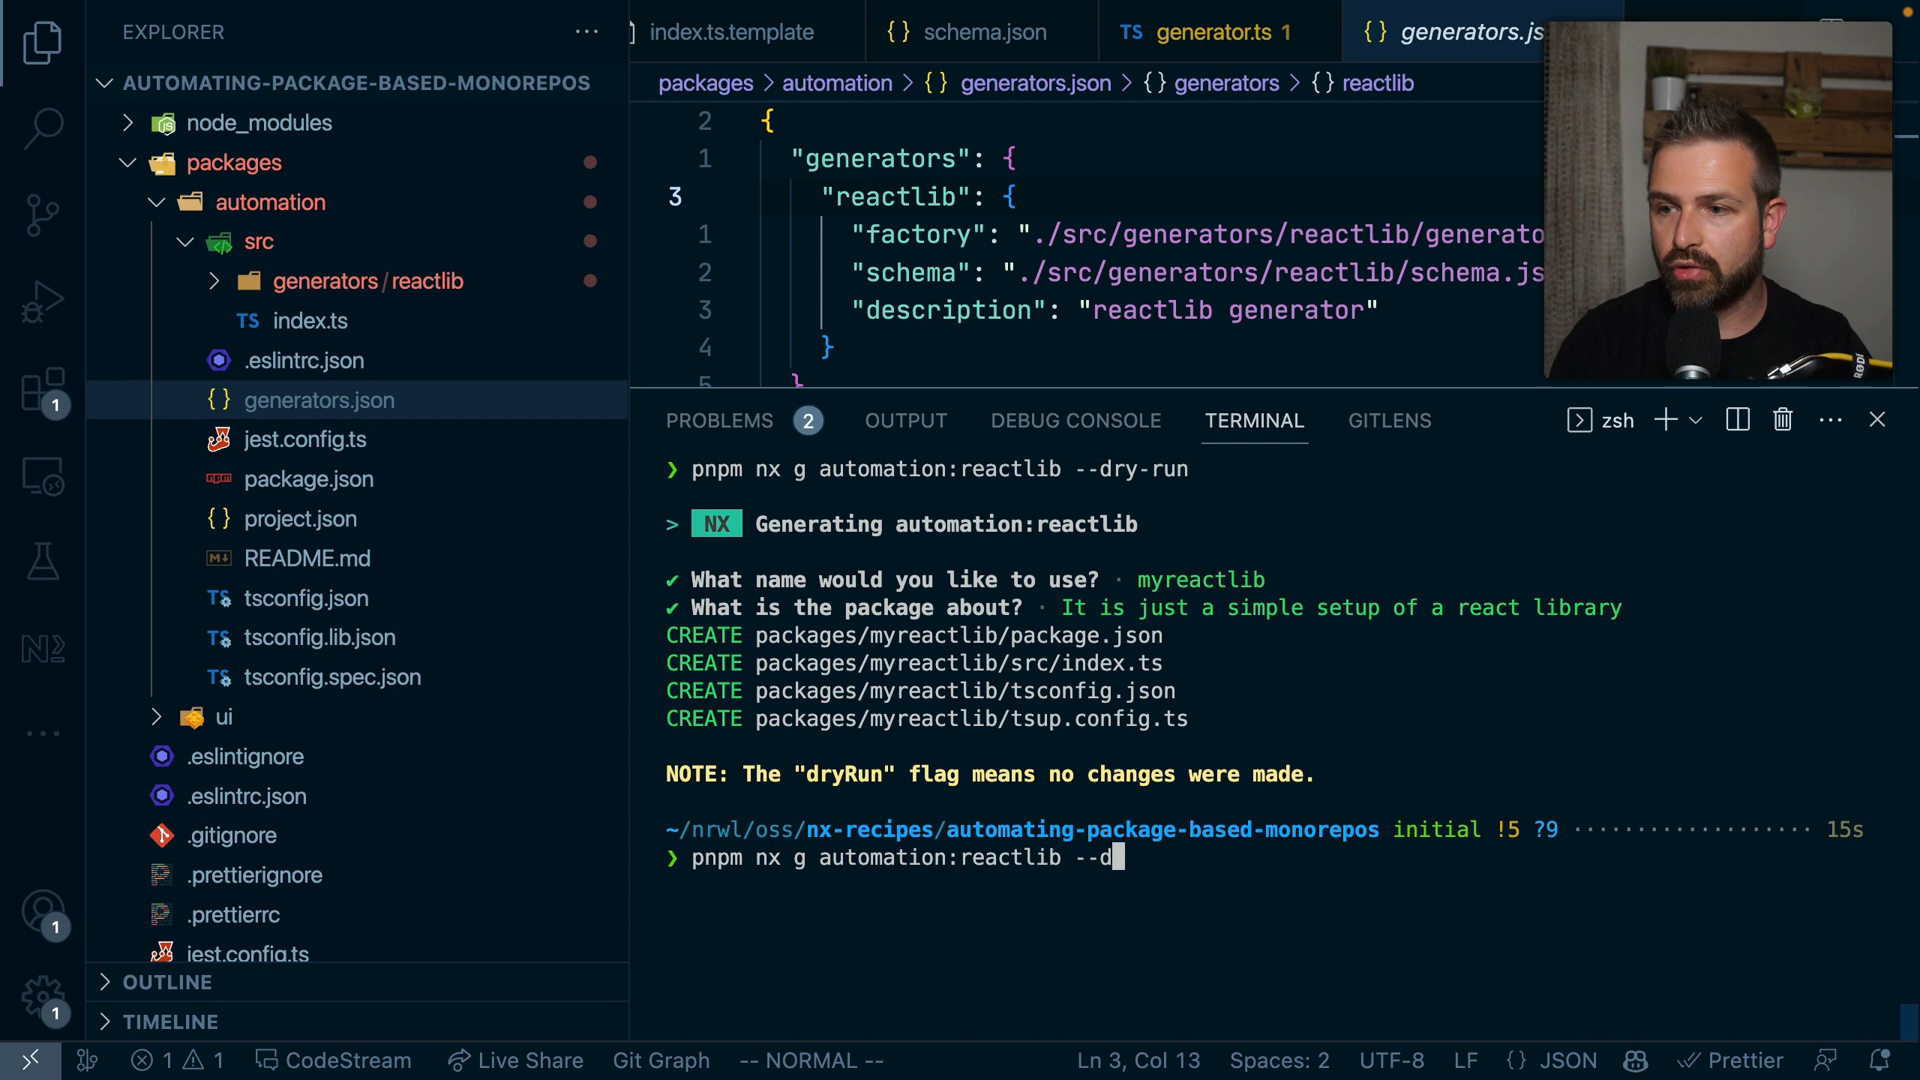 EXPLORER
AUTOMATING-PACKAGE-BASED-MONOREPOS
node_modules
packages
automation
src
generators / reactlib
TS index.ts
.eslintrc.json
{} generators.json
jest.config.ts
package.json
{} project.json
README.md
TS tsconfig.json
TS tsconfig.lib.json
TS tsconfig.spec.json
ui
.eslintignore
.eslintrc.json
.gitignore
.prettierignore
.prettierrc
jest.config.ts
OUTLINE
TIMELINE
1
1
1
index.ts.template
{} schema.json
TS generator.ts 1
{} generators.js
packages > automation > {} generators.json > {} generators > {} reactlib
2 {
1 "generators": {
3 "reactlib": {
1 "factory": "./src/generators/reactlib/generato
2 "schema": "./src/generators/reactlib/schema.js
3 "description": "reactlib generator"
4 }
5 }
RØDE
PROBLEMS 2 OUTPUT DEBUG CONSOLE TERMINAL GITLENS zsh
❯ pnpm nx g automation:reactlib --dry-run
> NX Generating automation:reactlib
✔ What name would you like to use? · myreactlib
✔ What is the package about? · It is just a simple setup of a react library
CREATE packages/myreactlib/package.json
CREATE packages/myreactlib/src/index.ts
CREATE packages/myreactlib/tsconfig.json
CREATE packages/myreactlib/tsup.config.ts
NOTE: The "dryRun" flag means no changes were made.
~/nrwl/oss/nx-recipes/automating-package-based-monorepos initial !5 ?9 ··················· 15s
❯ pnpm nx g automation:reactlib --d
1 1 CodeStream Live Share Git Graph -- NORMAL -- Ln 3, Col 13 Spaces: 2 UTF-8 LF {} JSON Prettier